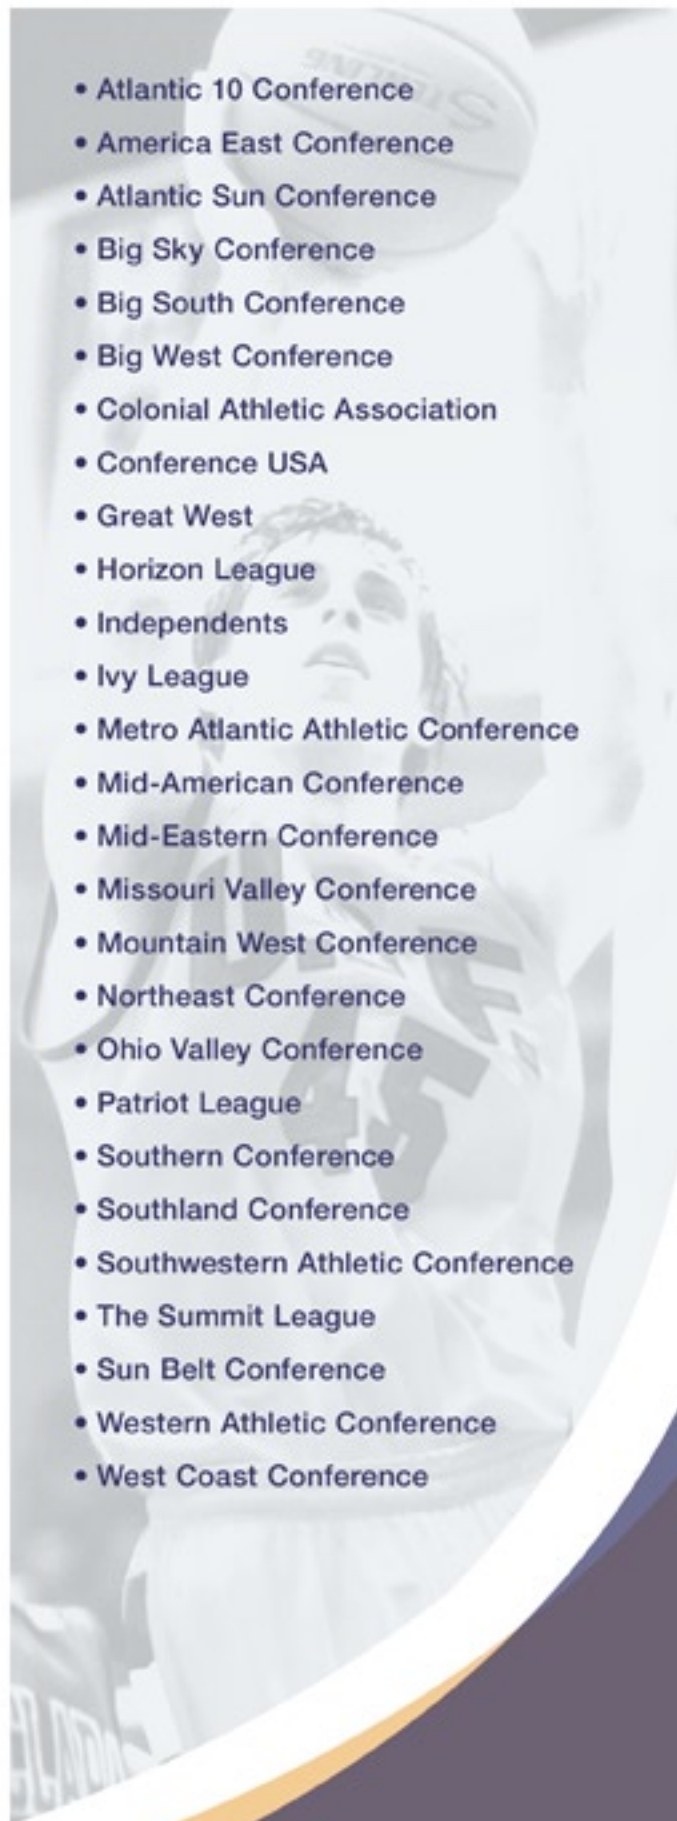 • Atlantic 10 Conference
• America East Conference
• Atlantic Sun Conference
• Big Sky Conference
• Big South Conference
• Big West Conference
• Colonial Athletic Association
• Conference USA
• Great West
• Horizon League
• Independents
• Ivy League
• Metro Atlantic Athletic Conference
• Mid-American Conference
• Mid-Eastern Conference
• Missouri Valley Conference
• Mountain West Conference
• Northeast Conference
• Ohio Valley Conference
• Patriot League
• Southern Conference
• Southland Conference
• Southwestern Athletic Conference
• The Summit League
• Sun Belt Conference
• Western Athletic Conference
• West Coast Conference
45